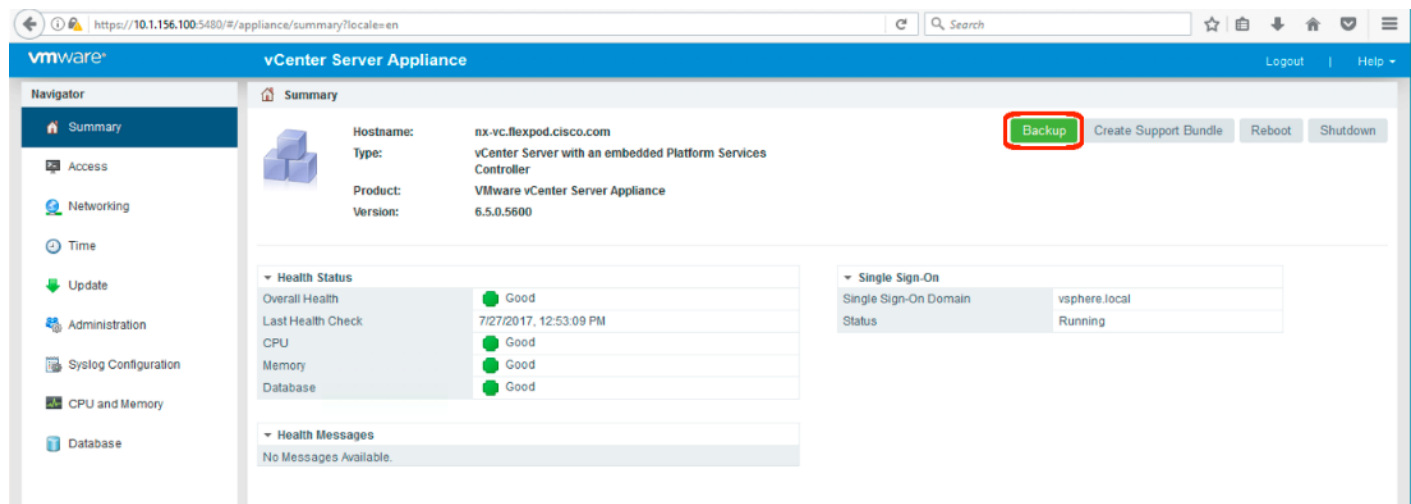 https://10.1.156.100:5480/#/appliance/summary?locale=en
Search
vmware®
vCenter Server Appliance
Logout | Help
Navigator
Summary
Summary
Backup
Create Support Bundle
Reboot
Shutdown
Hostname: nx-vc.flexpod.cisco.com
Type: vCenter Server with an embedded Platform Services
Controller
Product: VMware vCenter Server Appliance
Version: 6.5.0.5600
Access
Networking
Time
Update
Administration
Syslog Configuration
CPU and Memory
Database
Health Status
Overall Health Good
Last Health Check 7/27/2017, 12:53:09 PM
CPU Good
Memory Good
Database Good
Single Sign-On
Single Sign-On Domain vsphere.local
Status Running
Health Messages
No Messages Available.